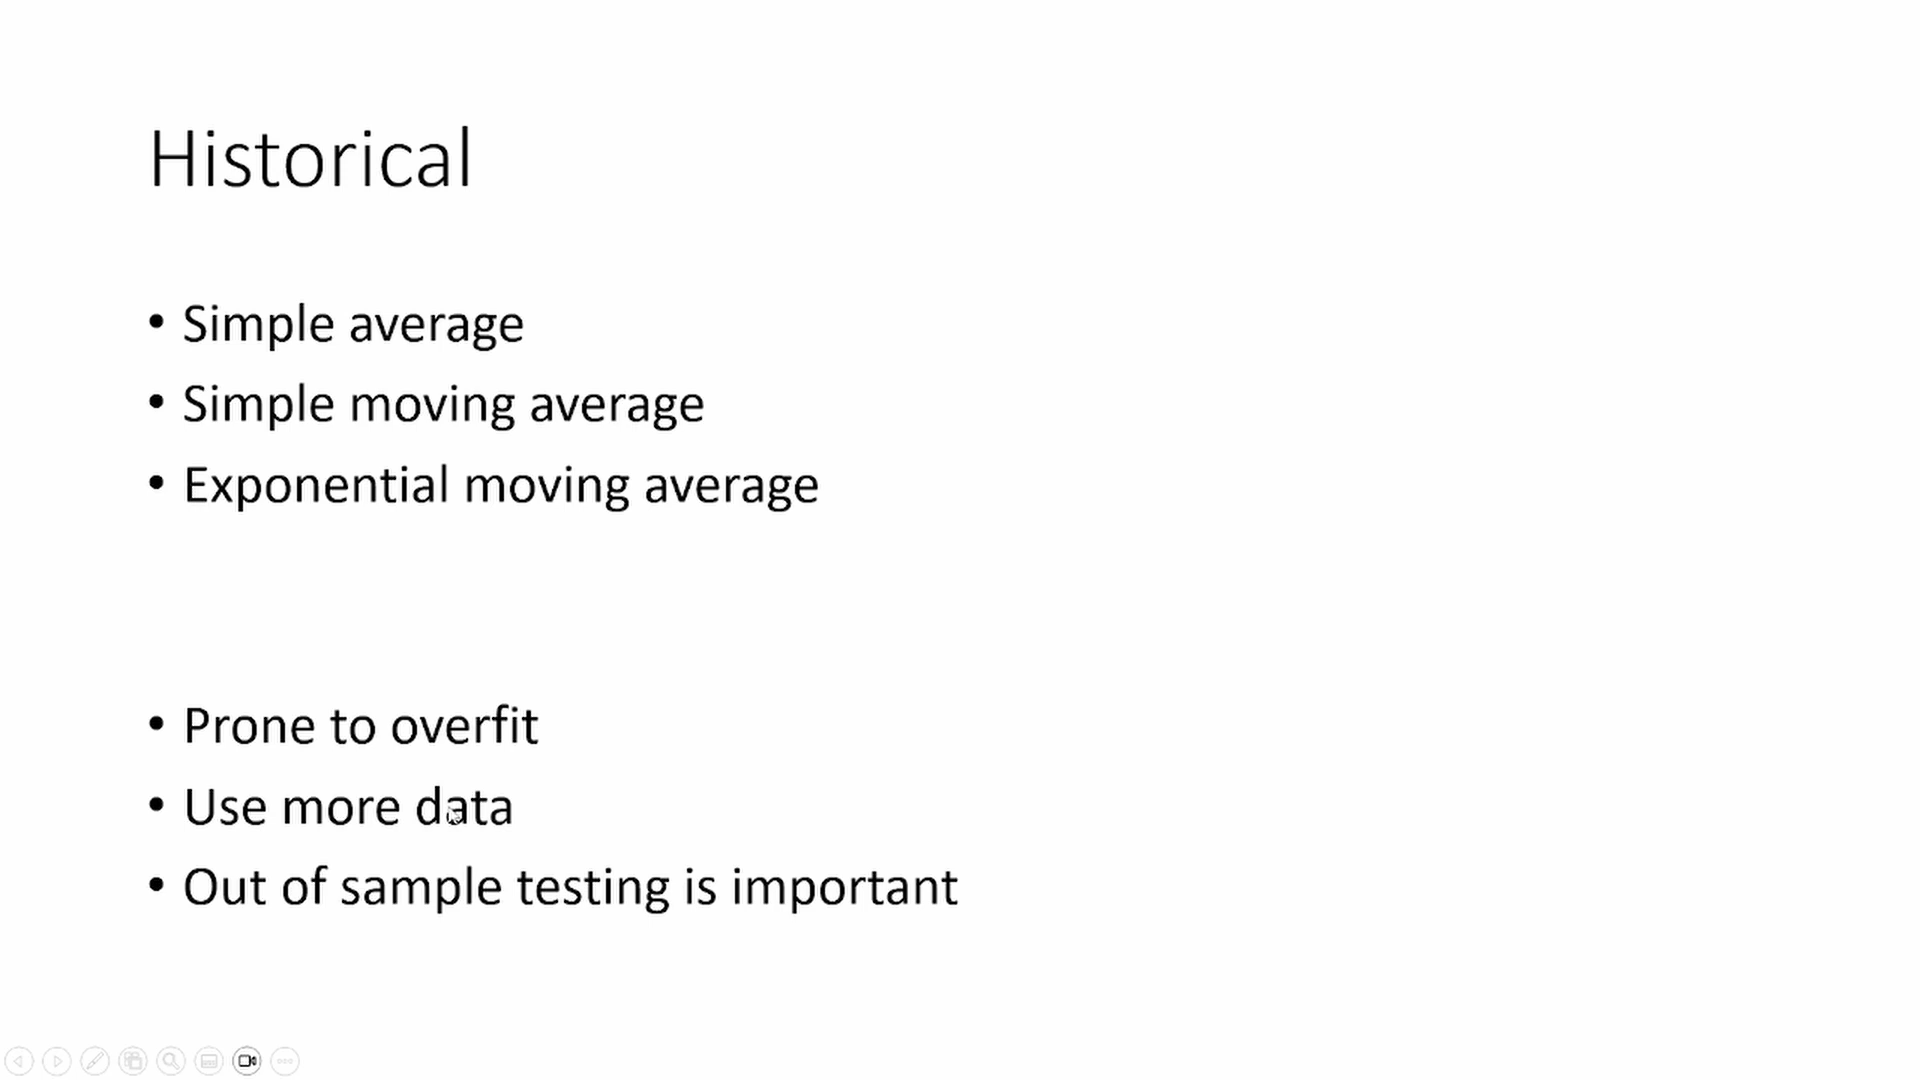 Historical
• Simple average
• Simple moving average
• Exponential moving average
• Prone to overfit
• Use more data
• Out of sample testing is important